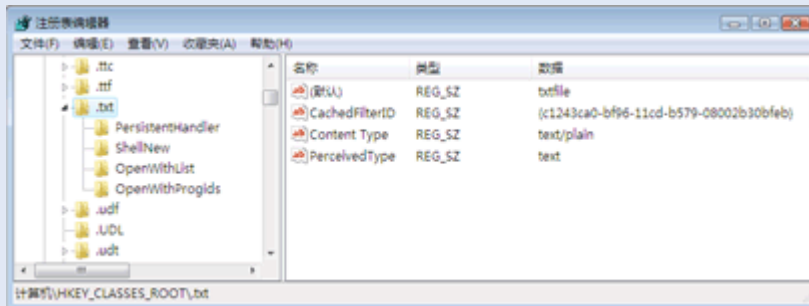 注册表编辑器
文件(F) 编辑(E) 查看(V) 收藏夹(A) 帮助(H)
.ttc
.ttf
.txt
PersistentHandler
ShellNew
OpenWithList
OpenWithProgids
.udf
.UDL
.udt
名称 类型 数据
(默认) REG_SZ txtfile
CachedFilterID REG_SZ {c1243ca0-bf96-11cd-b579-08002b30bfeb}
Content Type REG_SZ text/plain
PerceivedType REG_SZ text
计算机\HKEY_CLASSES_ROOT\.txt